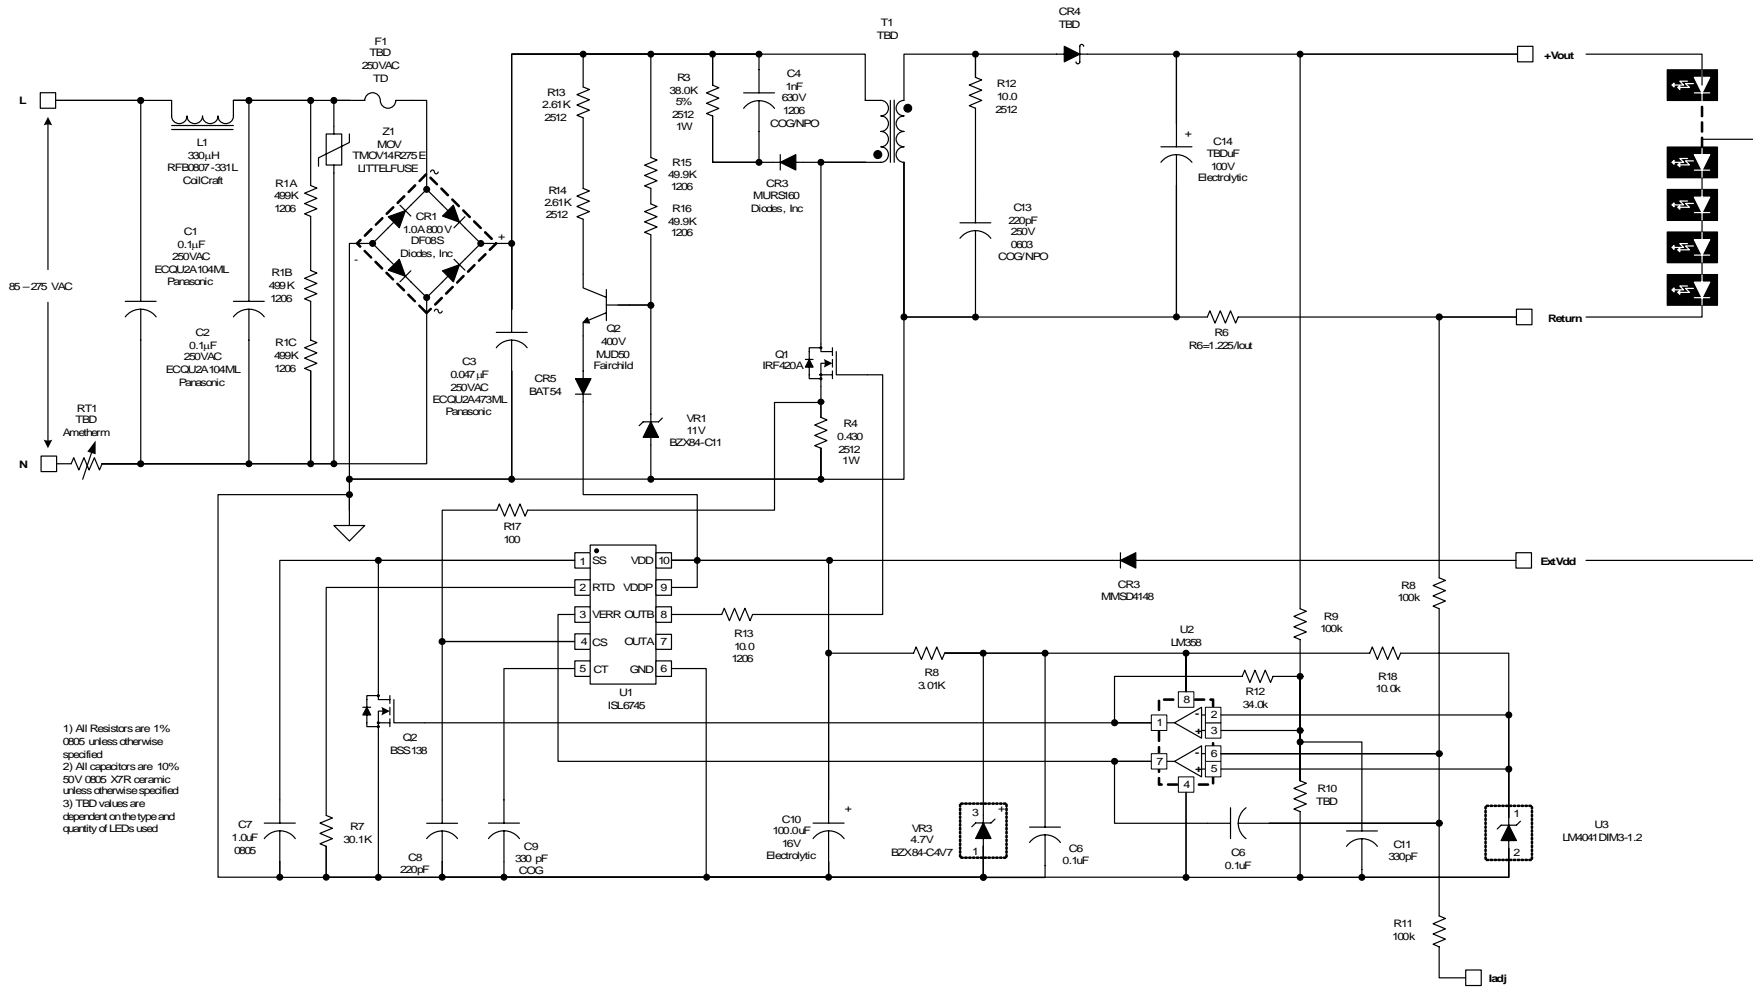 T1
TBD
CR4
TBD
F1
TBD
250VAC
TD
L
L1
330µH
RFB0807-331L
CoilCraft
Z1
MOV
TMOV14R275E
LITTELFUSE
R13
2.61K
2512
R3
38.0K
5%
2512
1W
C4
1nF
630V
1206
COG/NPO
R12
10.0
2512
+Vout
+
C14
TBDuF
100V
Electrolytic
R1A
499K
1206
R14
2.61K
2512
R15
49.9K
1206
R16
49.9K
1206
CR3
MURS160
Diodes, Inc
C13
220pF
250V
0603
COG/NPO
~
CR1
1.0A 800V
DF08S
Diodes, Inc
+
-
~
C1
0.1µF
250VAC
ECQU2A104ML
Panasonic
85-275 VAC
R1B
499K
1206
C2
0.1µF
250VAC
ECQU2A104ML
Panasonic
R1C
499K
1206
Q2
400V
MJD50
Fairchild
Return
R6
R6=1.225/Iout
Q1
IRF420A
C3
0.047µF
250VAC
ECQU2A473ML
Panasonic
CR5
BAT54
RT1
TBD
Ametherm
N
VR1
11V
BZX84-C11
R4
0.430
2512
1W
R17
100
1 SS VDD 10
2 RTD VDDP 9
3 VERR OUTB 8
4 CS OUTA 7
5 CT GND 6
U1
ISL6745
CR3
MMSD4148
ExtVdd
R8
100k
R9
100k
R13
10.0
1206
U2
LM358
R8
3.01K
R12
34.0k
R18
10.0k
8
1
-
2
+
3
7
-
6
+
5
4
Q2
BSS138
1) All Resistors are 1%
0805 unless otherwise
specified
2) All capacitors are 10%
50V 0805 X7R ceramic
unless otherwise specified
3) TBD values are
dependent on the type and
quantity of LEDs used
R10
TBD
C7
1.0uF
0805
R7
30.1K
C8
220pF
C9
330 pF
COG
+
C10
100.0uF
16V
Electrolytic
VR3
4.7V
BZX84-C4V7
3
+
1
C6
0.1uF
C6
0.1uF
C11
330pF
1
2
U3
LM4041DIM3-1.2
R11
100k
Iadj